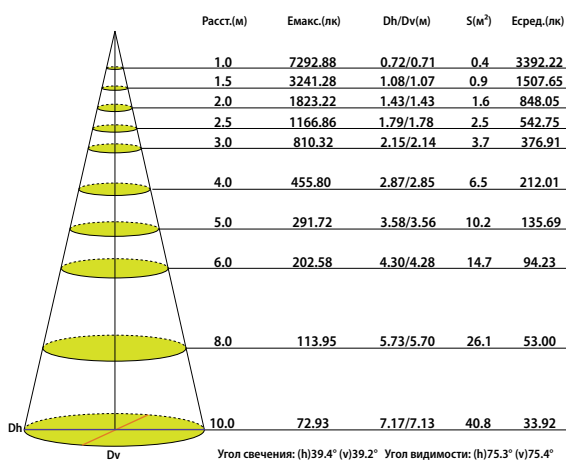 Расст.(м) Емакс.(лк) Dh/Dv(м) S(м²) Еcред.(лк)
1.0 7292.88 0.72/0.71 0.4 3392.22
1.5 3241.28 1.08/1.07 0.9 1507.65
2.0 1823.22 1.43/1.43 1.6 848.05
2.5 1166.86 1.79/1.78 2.5 542.75
3.0 810.32 2.15/2.14 3.7 376.91
4.0 455.80 2.87/2.85 6.5 212.01
5.0 291.72 3.58/3.56 10.2 135.69
6.0 202.58 4.30/4.28 14.7 94.23
8.0 113.95 5.73/5.70 26.1 53.00
Dh 10.0 72.93 7.17/7.13 40.8 33.92
Dv Угол свечения: (h)39.4° (v)39.2° Угол видимости: (h)75.3° (v)75.4°